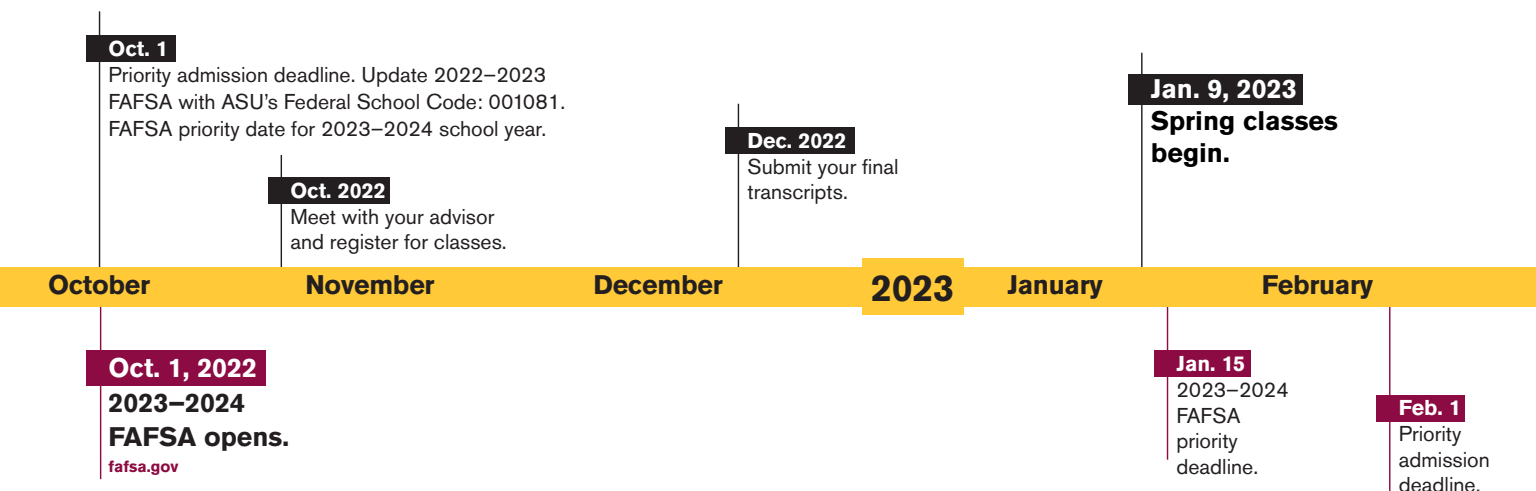 Oct. 1
Priority admission deadline. Update 2022–2023
FAFSA with ASU's Federal School Code: 001081.
FAFSA priority date for 2023–2024 school year.
Oct. 2022
Meet with your advisor
and register for classes.
Dec. 2022
Submit your final
transcripts.
Jan. 9, 2023
Spring classes
begin.
October
November
December
2023
January
February
Oct. 1, 2022
2023–2024
FAFSA opens.
fafsa.gov
Jan. 15
2023–2024
FAFSA
priority
deadline.
Feb. 1
Priority
admission
deadline.